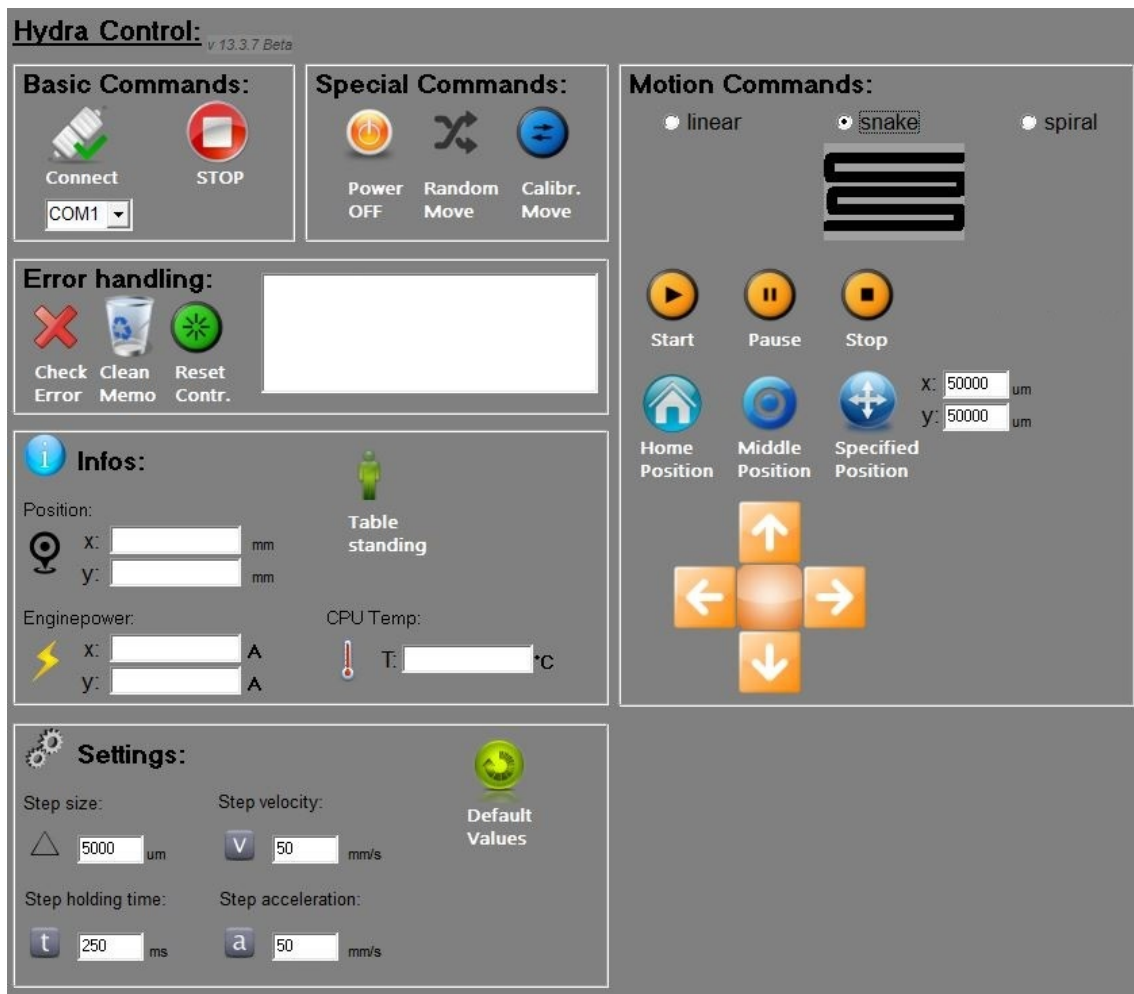 Hydra Control: v 13.3.7 Beta
Basic Commands:
Connect STOP
COM1
Special Commands:
Power Random Calibr.
OFF Move Move
Motion Commands:
linear snake spiral
Start Pause Stop
Home Middle Specified
Position Position Position
x: 50000 um
y: 50000 um
Error handling:
Check Clean Reset
Error Memo Contr.
Infos:
Table
standing
Position:
x: mm
y: mm
Enginepower:
x: A
y: A
CPU Temp:
T: °C
Settings:
Default
Values
Step size: Step velocity:
5000 um V 50 mm/s
Step holding time: Step acceleration:
t 250 ms a 50 mm/s